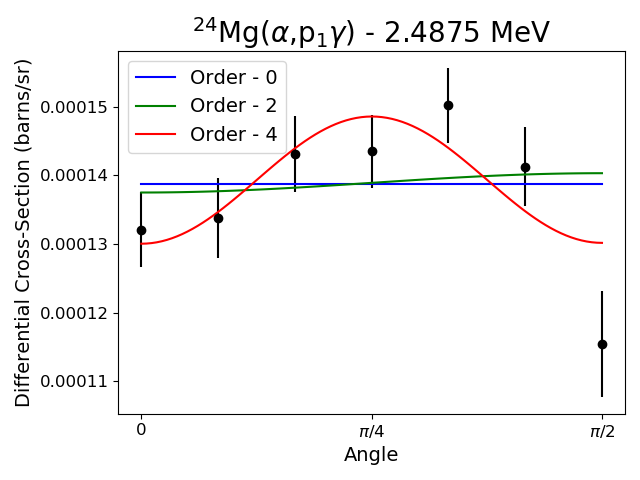 ²⁴Mg(α,p₁γ) - 2.4875 MeV
Order - 0
Order - 2
Order - 4
Differential Cross-Section (barns/sr)
0.00015
0.00014
0.00013
0.00012
0.00011
0
π/4
π/2
Angle